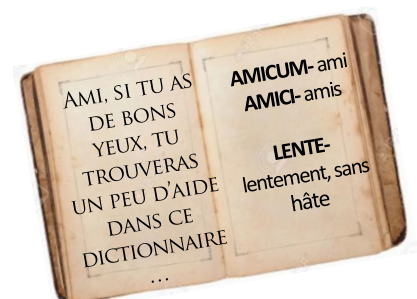 AMI, SI TU AS
DE BONS
YEUX, TU
TROUVERAS
UN PEU D'AIDE
DANS CE
DICTIONNAIRE
...
AMICUM- ami
AMICI- amis
LENTE-
lentement, sans
hâte